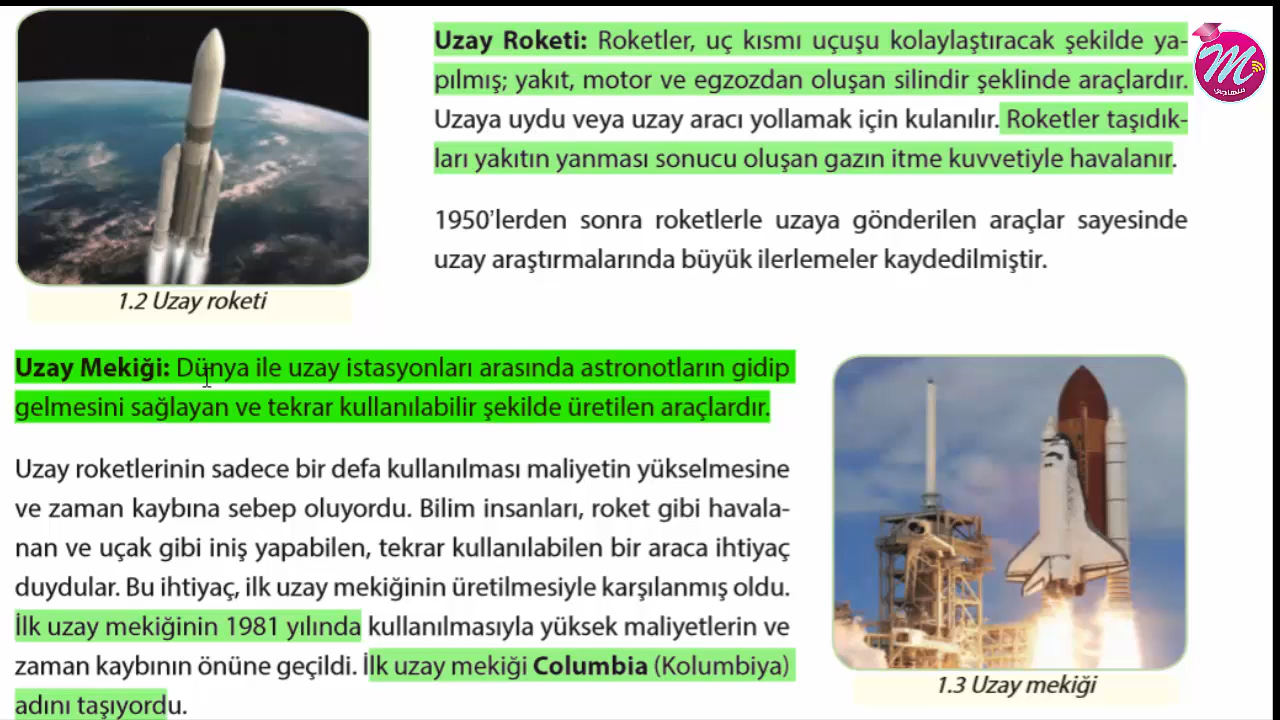 Uzay Roketi: Roketler, uç kısmı uçuşu kolaylaştıracak şekilde ya-
pılmış; yakıt, motor ve egzozdan oluşan silindir şeklinde araçlardır.
Uzaya uydu veya uzay aracı yollamak için kulanılır. Roketler taşıdık-
ları yakıtın yanması sonucu oluşan gazın itme kuvvetiyle havalanır.
1950'lerden sonra roketlerle uzaya gönderilen araçlar sayesinde
uzay araştırmalarında büyük ilerlemeler kaydedilmiştir.
1.2 Uzay roketi
Uzay Mekiği: Dünya ile uzay istasyonları arasında astronotların gidip
gelmesini sağlayan ve tekrar kullanılabilir şekilde üretilen araçlardır.
Uzay roketlerinin sadece bir defa kullanılması maliyetin yükselmesine
ve zaman kaybına sebep oluyordu. Bilim insanları, roket gibi havala-
nan ve uçak gibi iniş yapabilen, tekrar kullanılabilen bir araca ihtiyaç
duydular. Bu ihtiyaç, ilk uzay mekiğinin üretilmesiyle karşılanmış oldu.
İlk uzay mekiğinin 1981 yılında kullanılmasıyla yüksek maliyetlerin ve
zaman kaybının önüne geçildi. İlk uzay mekiği Columbia (Kolumbiya)
adını taşıyordu.
1.3 Uzay mekiği
M
منهاجي